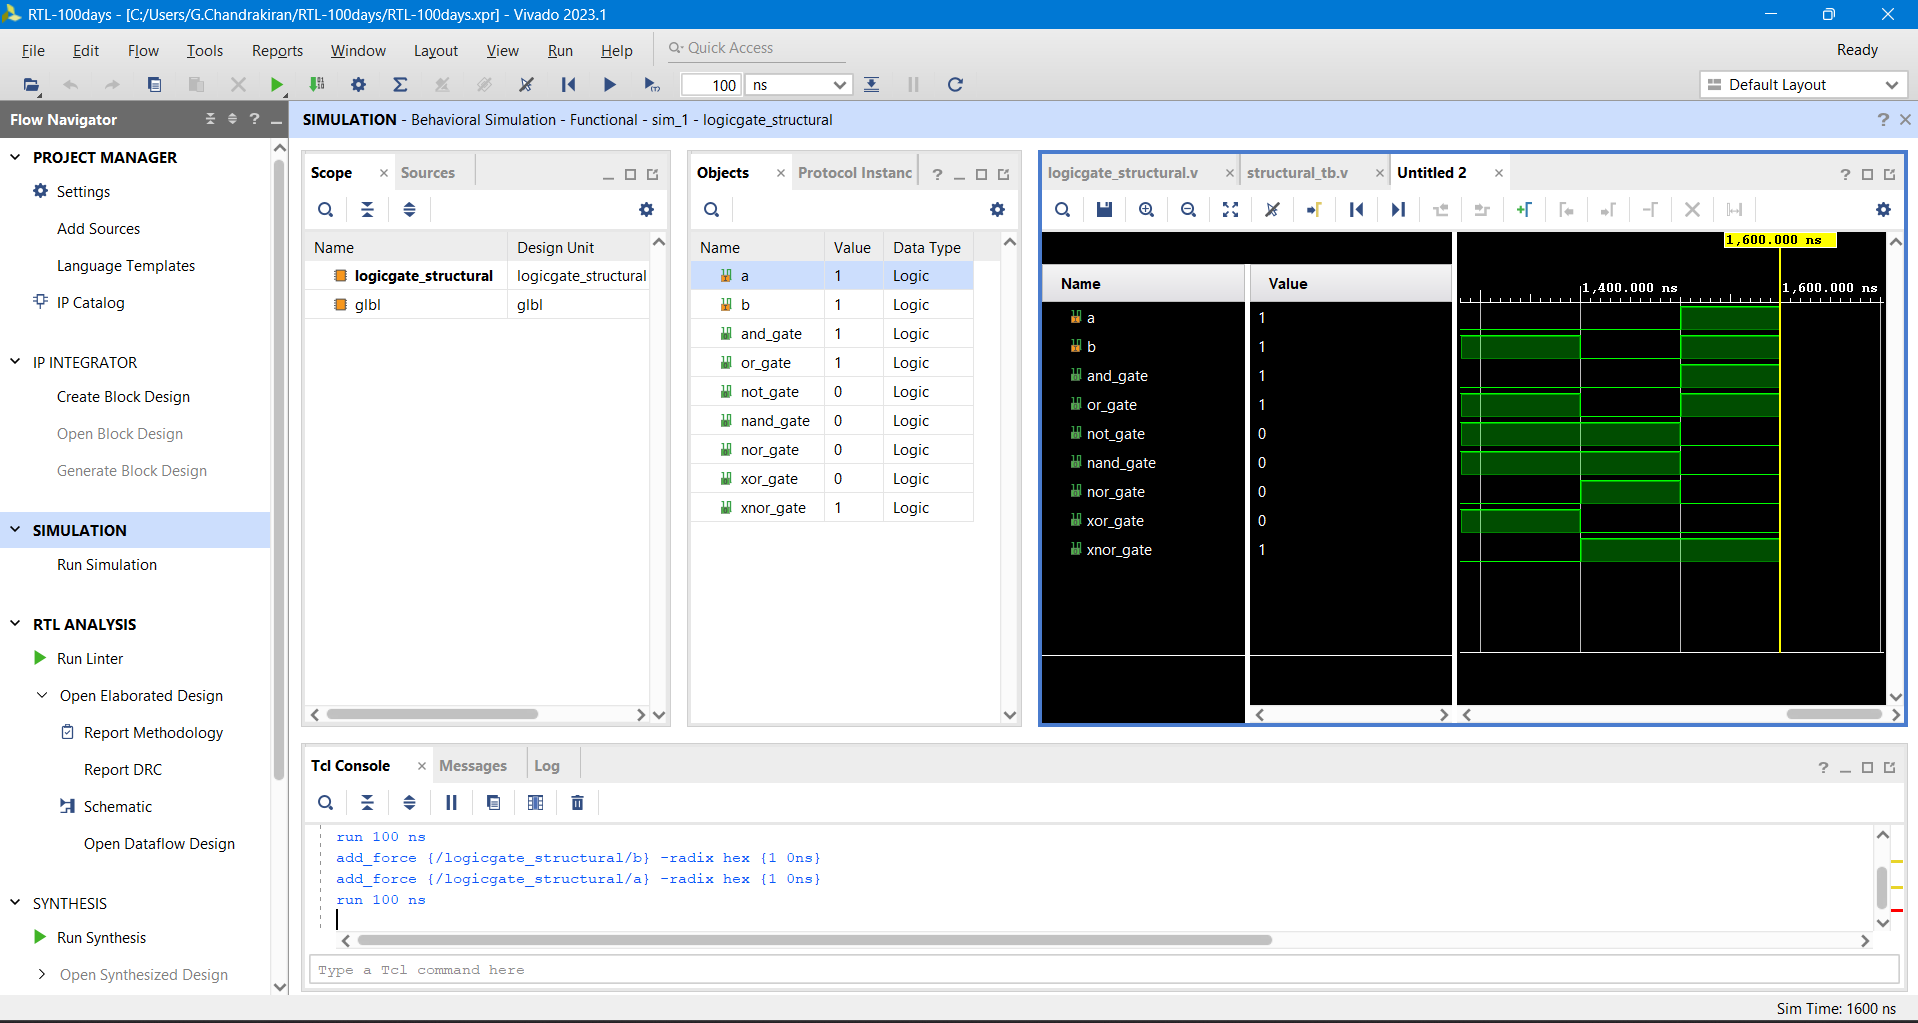 RTL-100days - [C:/Users/G.Chandrakiran/RTL-100days/RTL-100days.xpr] - Vivado 2023.1
File Edit Flow Tools Reports Window Layout View Run Help Quick Access Ready
100 ns Default Layout
Flow Navigator
PROJECT MANAGER
Settings
Add Sources
Language Templates
IP Catalog
IP INTEGRATOR
Create Block Design
Open Block Design
Generate Block Design
SIMULATION
Run Simulation
RTL ANALYSIS
Run Linter
Open Elaborated Design
Report Methodology
Report DRC
Schematic
Open Dataflow Design
SYNTHESIS
Run Synthesis
Open Synthesized Design
SIMULATION - Behavioral Simulation - Functional - sim_1 - logicgate_structural
Scope Sources
Name Design Unit
logicgate_structural logicgate_structural
glbl glbl
Objects Protocol Instanc
Name Value Data Type
a 1 Logic
b 1 Logic
and_gate 1 Logic
or_gate 1 Logic
not_gate 0 Logic
nand_gate 0 Logic
nor_gate 0 Logic
xor_gate 0 Logic
xnor_gate 1 Logic
logicgate_structural.v structural_tb.v Untitled 2
1,600.000 ns
Name Value 1,400.000 ns 1,600.000 ns
a 1
b 1
and_gate 1
or_gate 1
not_gate 0
nand_gate 0
nor_gate 0
xor_gate 0
xnor_gate 1
Tcl Console Messages Log
run 100 ns
add_force {/logicgate_structural/b} -radix hex {1 0ns}
add_force {/logicgate_structural/a} -radix hex {1 0ns}
run 100 ns
Type a Tcl command here
Sim Time: 1600 ns